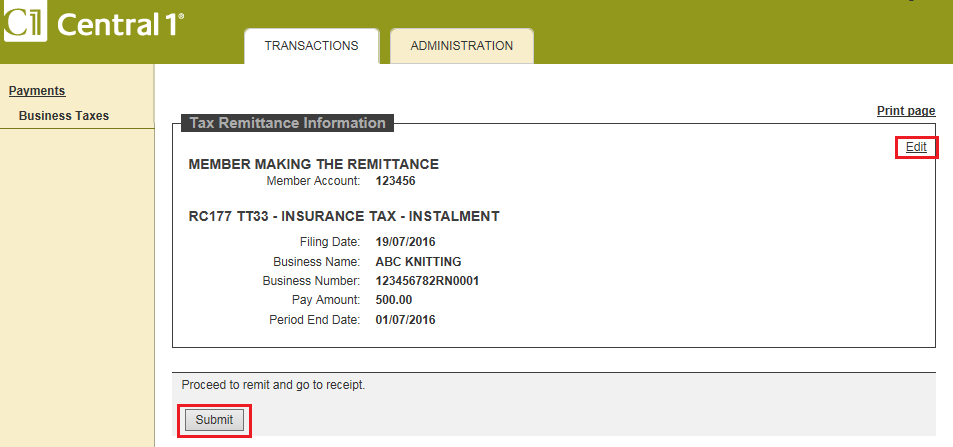 C1 Central 1®
TRANSACTIONS
ADMINISTRATION
Payments
Business Taxes
Print page
Tax Remittance Information
Edit
MEMBER MAKING THE REMITTANCE
Member Account: 123456
RC177 TT33 - INSURANCE TAX - INSTALMENT
Filing Date: 19/07/2016
Business Name: ABC KNITTING
Business Number: 123456782RN0001
Pay Amount: 500.00
Period End Date: 01/07/2016
Proceed to remit and go to receipt.
Submit